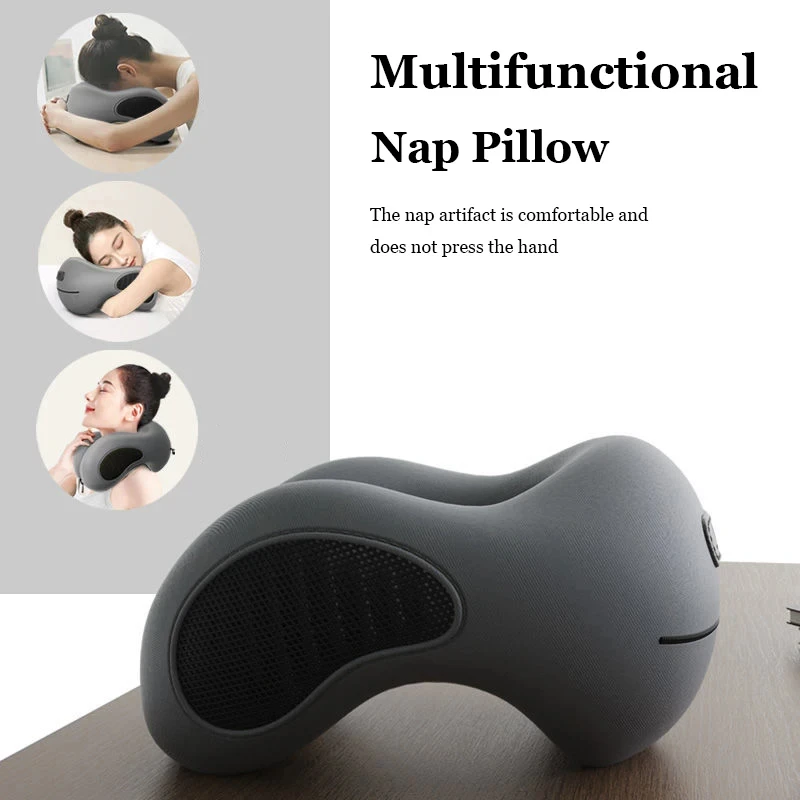 Multifunctional
Nap Pillow
The nap artifact is comfortable and
does not press the hand